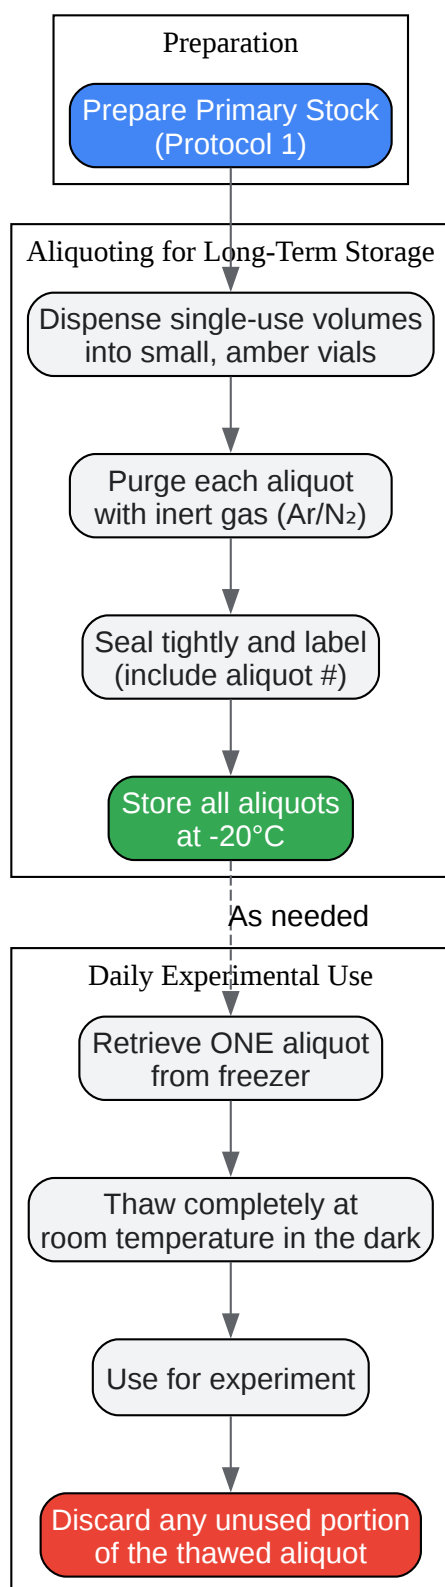 Preparation
Prepare Primary Stock
(Protocol 1)
Aliquoting for Long-Term Storage
Dispense single-use volumes
into small, amber vials
Purge each aliquot
with inert gas (Ar/N₂)
Seal tightly and label
(include aliquot #)
Store all aliquots
at -20°C
As needed
Daily Experimental Use
Retrieve ONE aliquot
from freezer
Thaw completely at
room temperature in the dark
Use for experiment
Discard any unused portion
of the thawed aliquot